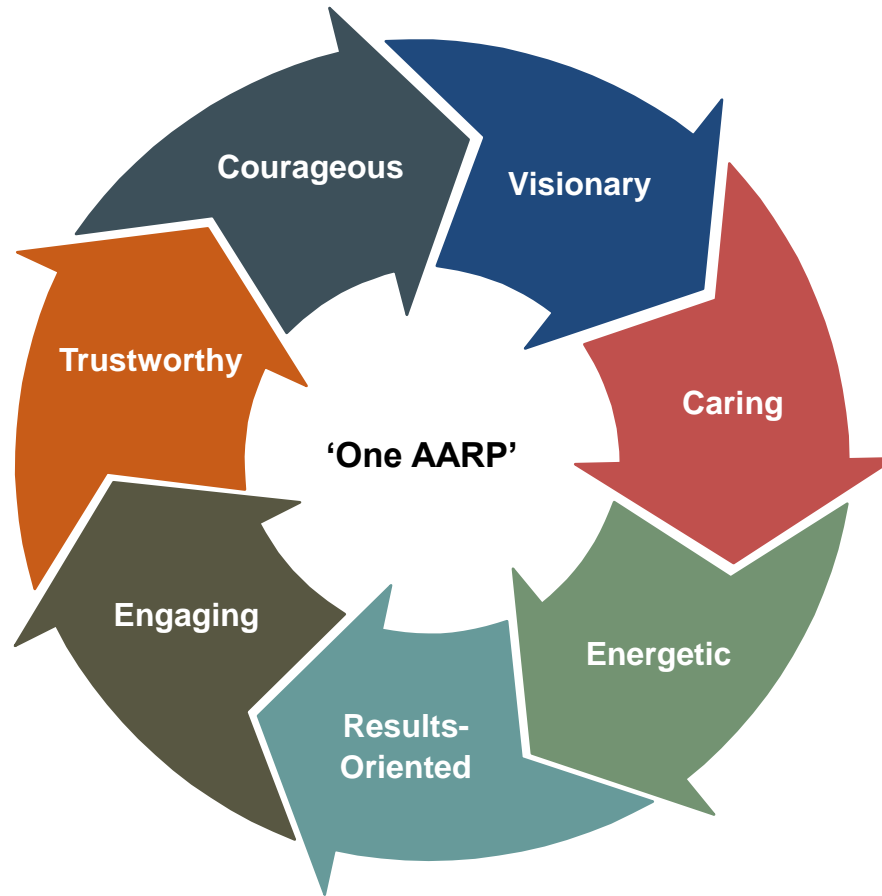 Courageous
Visionary
Caring
Energetic
Results-
Oriented
Engaging
Trustworthy
‘One AARP’